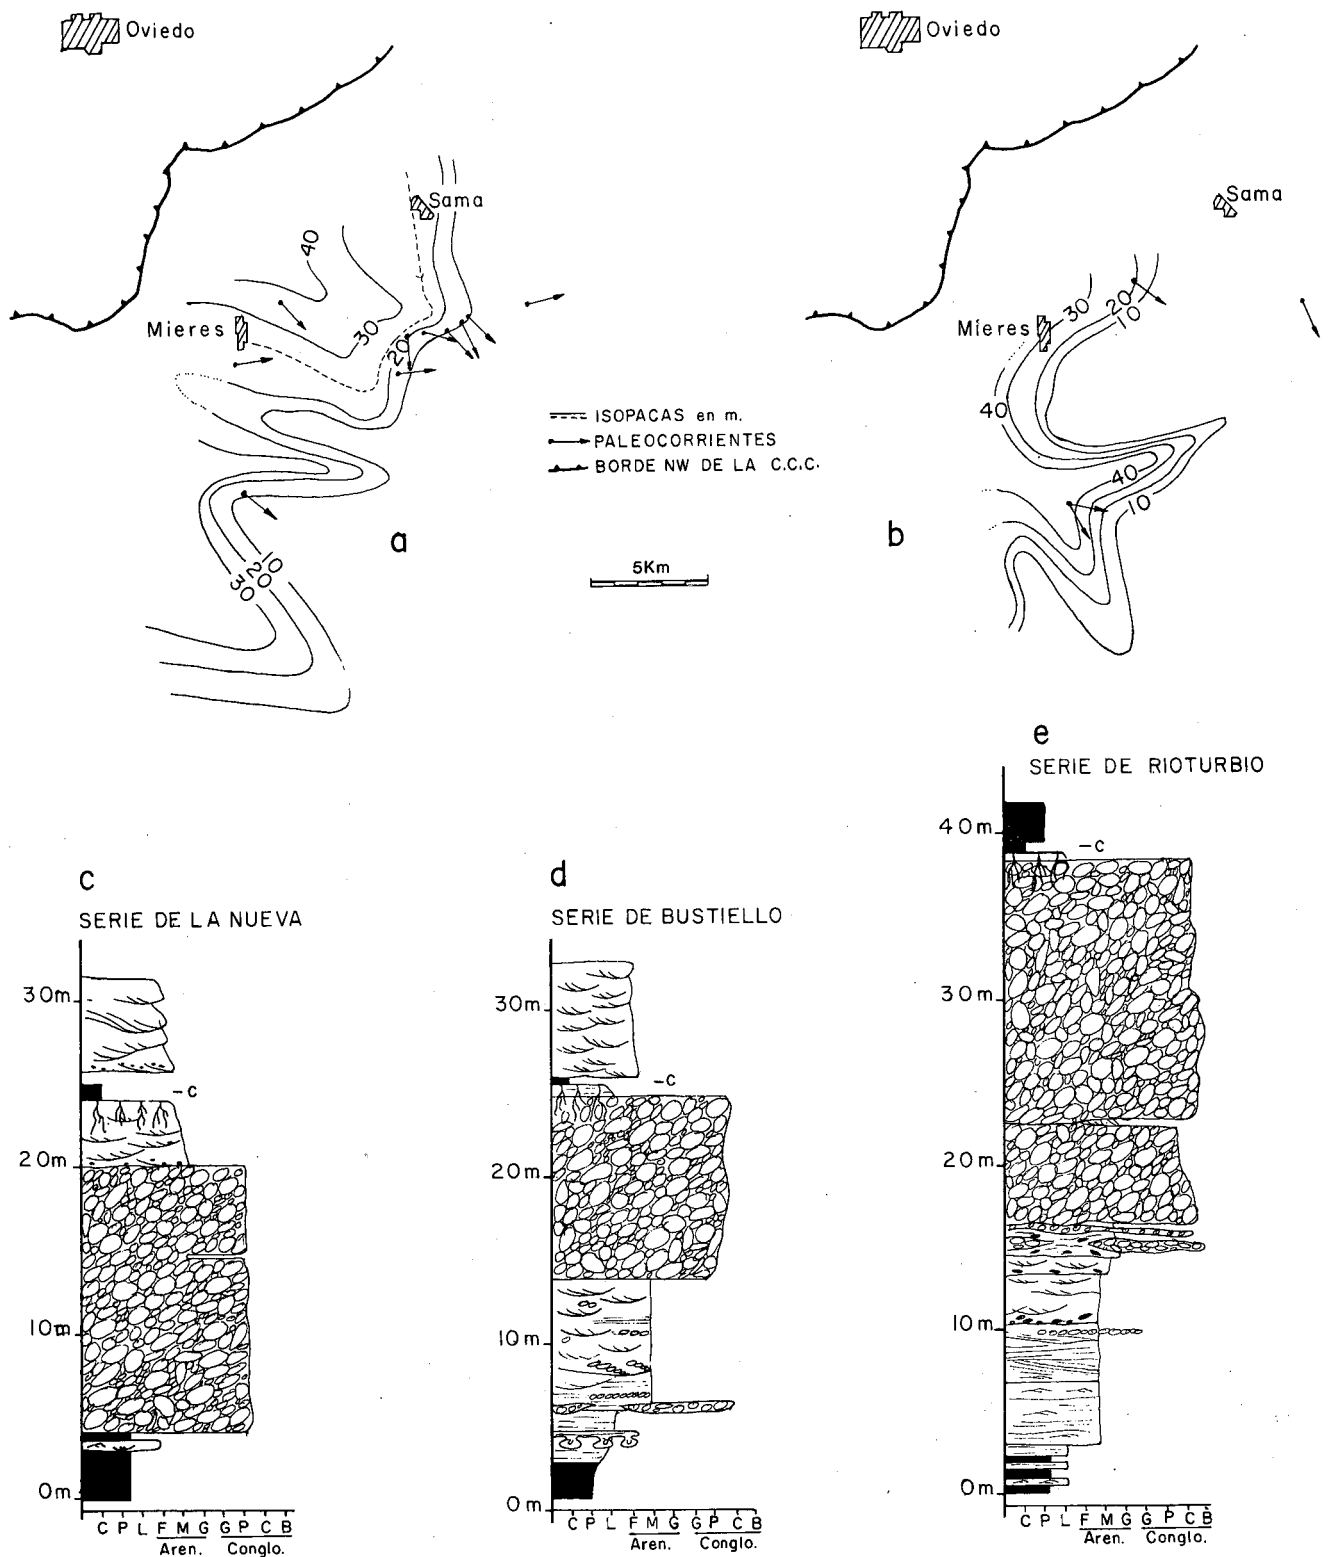 Oviedo
Oviedo
Sama
Sama
40
30
20
Mieres
30
20
10
Mieres
40
ISOPACAS en m.
PALEOCORRIENTES
BORDE NW DE LA C.C.C.
40
10
a
b
5Km
10
20
30
e
SERIE DE RIOTURBIO
c
d
SERIE DE LA NUEVA
SERIE DE BUSTIELLO
40m
-c
30m
30m
30m
-c
-c
20m
20m
20m
10m
10m
10m
0m
0m
0m
C P L F M G G P C B
Aren. Conglo.
C P L F M G G P C B
Aren. Conglo.
C P L F M G G P C B
Aren. Conglo.